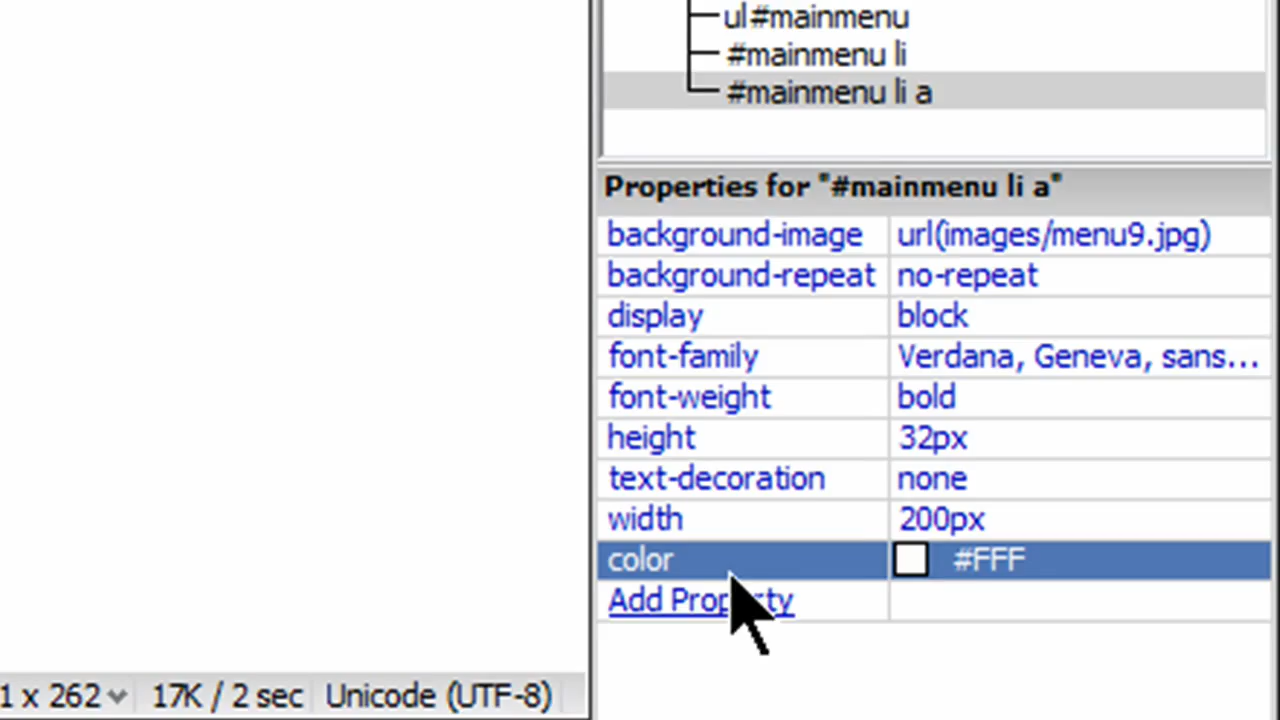 ul#mainmenu
#mainmenu li
#mainmenu li a
Properties for "#mainmenu li a"
background-image url(images/menu9.jpg)
background-repeat no-repeat
display block
font-family Verdana, Geneva, sans...
font-weight bold
height 32px
text-decoration none
width 200px
color #FFF
Add Property
1 x 262 17K / 2 sec Unicode (UTF-8)